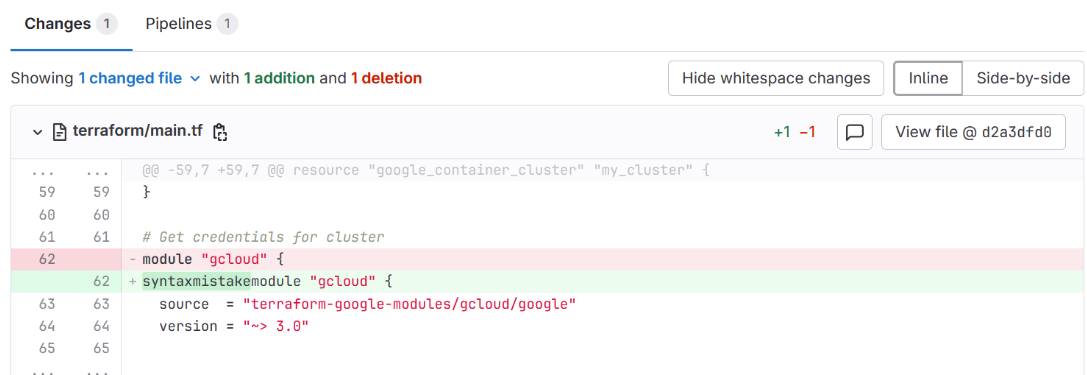 Changes 1 Pipelines 1
Showing 1 changed file with 1 addition and 1 deletion Hide whitespace changes Inline Side-by-side
terraform/main.tf +1 −1 View file @ d2a3dfd0
... ... @@ -59,7 +59,7 @@ resource "google_container_cluster" "my_cluster" {
59 59 }
60 60
61 61 # Get credentials for cluster
62 - module "gcloud" {
62 + syntaxmistakemodule "gcloud" {
63 63 source = "terraform-google-modules/gcloud/google"
64 64 version = "~> 3.0"
65 65
... ...